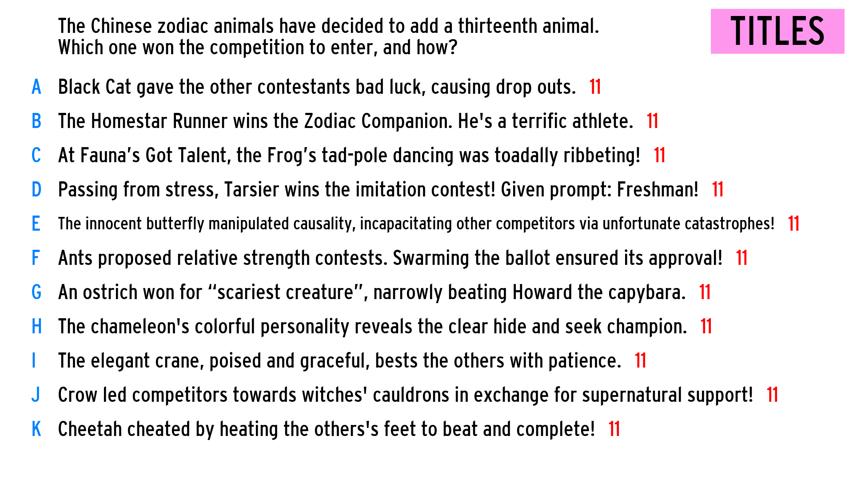 The Chinese zodiac animals have decided to add a thirteenth animal.
Which one won the competition to enter, and how?
TITLES
A Black Cat gave the other contestants bad luck, causing drop outs. 11
B The Homestar Runner wins the Zodiac Companion. He's a terrific athlete. 11
C At Fauna's Got Talent, the Frog's tad-pole dancing was toadally ribbeting! 11
D Passing from stress, Tarsier wins the imitation contest! Given prompt: Freshman! 11
E The innocent butterfly manipulated causality, incapacitating other competitors via unfortunate catastrophes! 11
F Ants proposed relative strength contests. Swarming the ballot ensured its approval! 11
G An ostrich won for “scariest creature”, narrowly beating Howard the capybara. 11
H The chameleon's colorful personality reveals the clear hide and seek champion. 11
I The elegant crane, poised and graceful, bests the others with patience. 11
J Crow led competitors towards witches' cauldrons in exchange for supernatural support! 11
K Cheetah cheated by heating the others's feet to beat and complete! 11